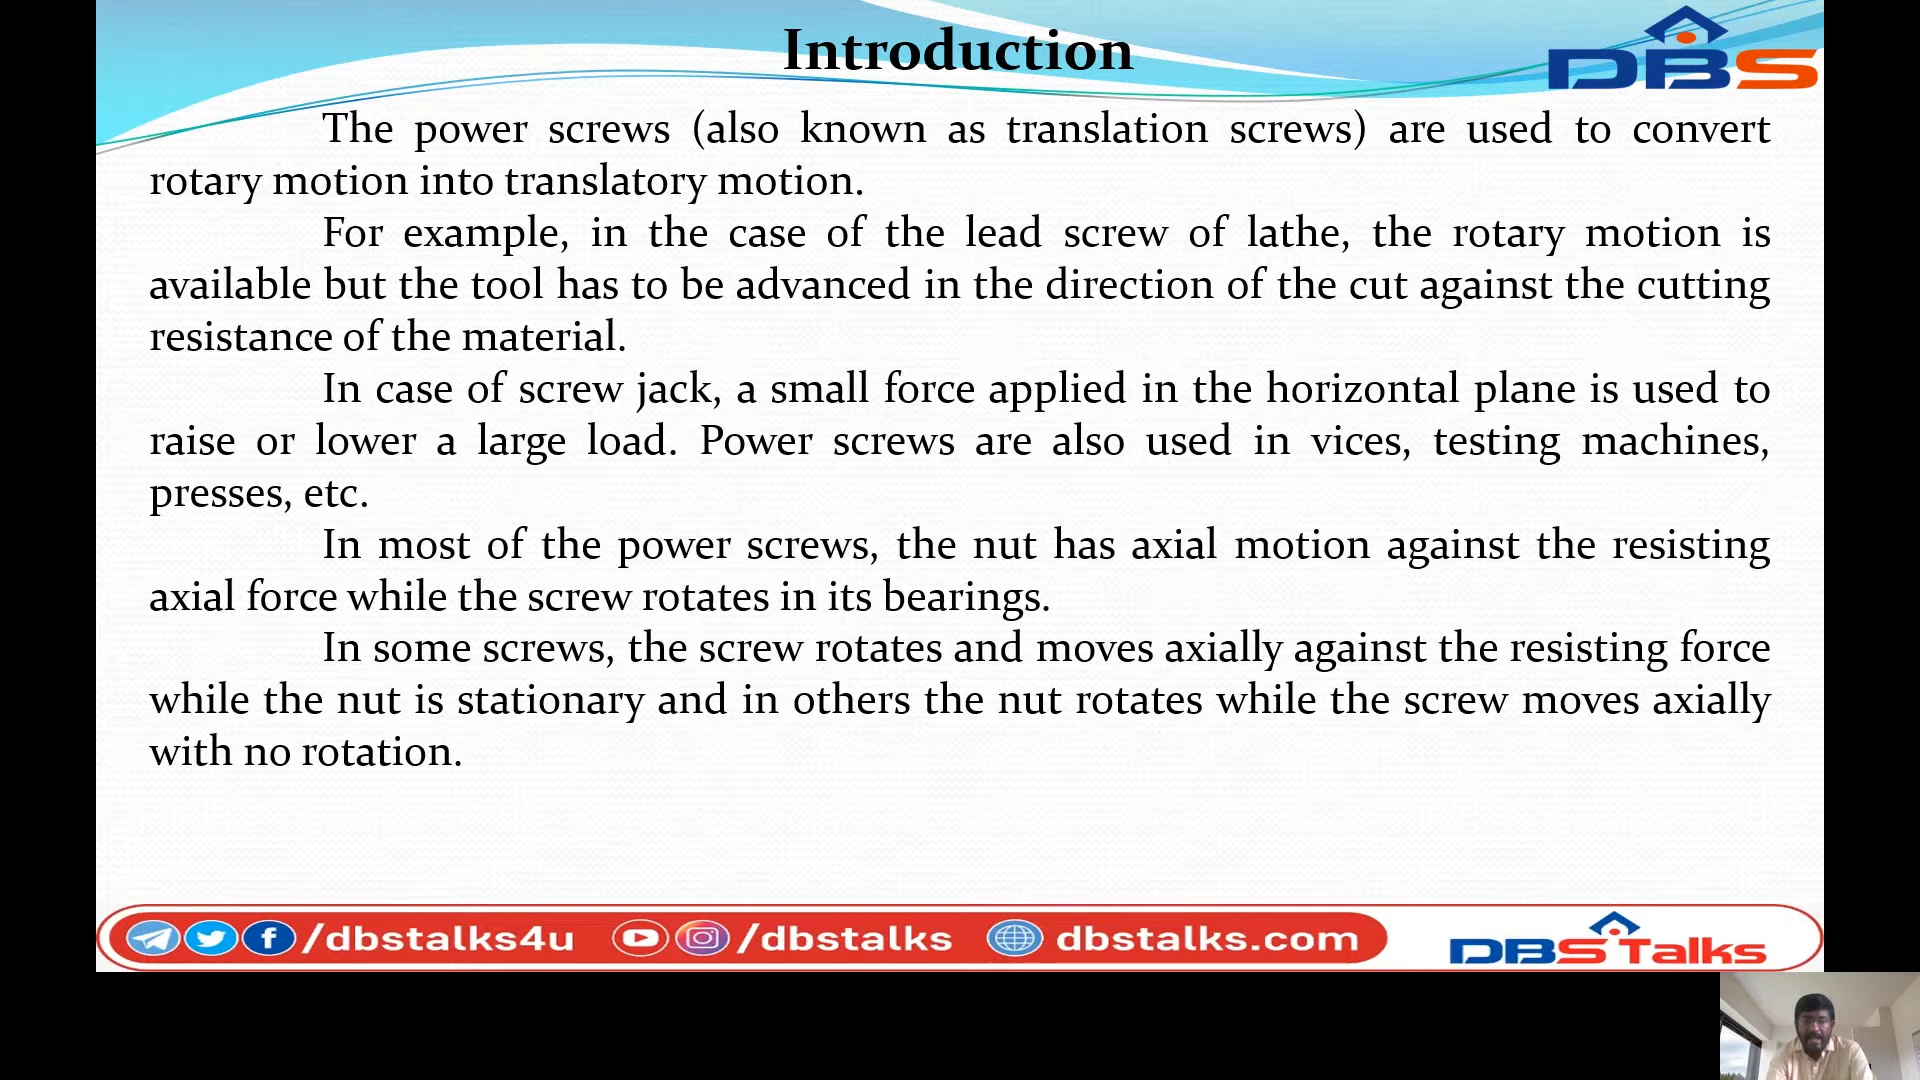 Introduction
DBS
The power screws (also known as translation screws) are used to convert
rotary motion into translatory motion.
For example, in the case of the lead screw of lathe, the rotary motion is
available but the tool has to be advanced in the direction of the cut against the cutting
resistance of the material.
In case of screw jack, a small force applied in the horizontal plane is used to
raise or lower a large load. Power screws are also used in vices, testing machines,
presses, etc.
In most of the power screws, the nut has axial motion against the resisting
axial force while the screw rotates in its bearings.
In some screws, the screw rotates and moves axially against the resisting force
while the nut is stationary and in others the nut rotates while the screw moves axially
with no rotation.
/dbstalks4u /dbstalks dbstalks.com DBS Talks